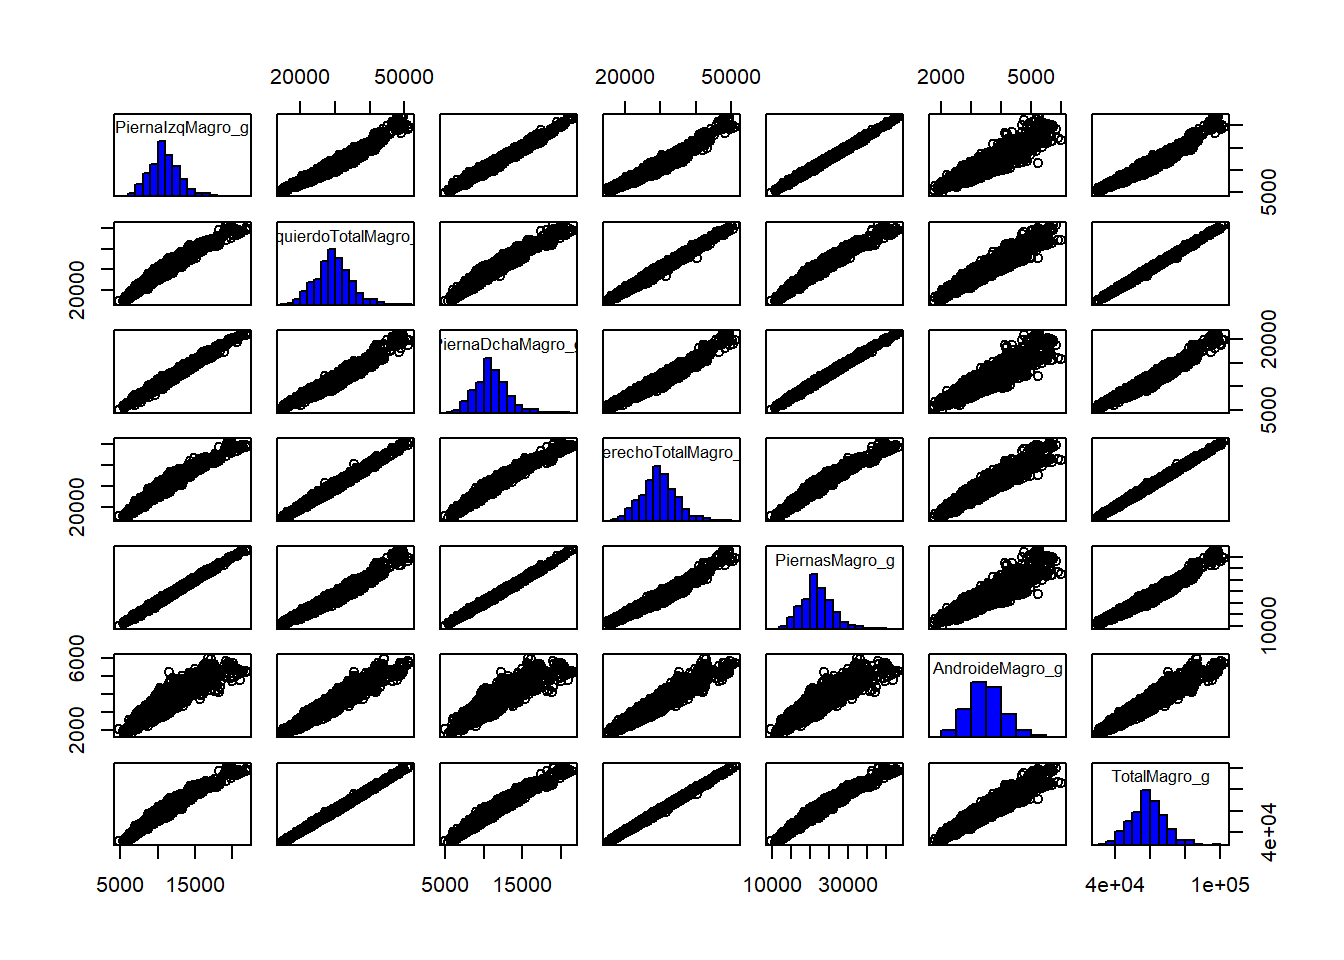 20000 50000 20000 50000 2000 5000
PiernaIzqMagro_g
5000
quierdoTotalMagro_
20000
PiernaDchaMagro_g
5000 20000
erechoTotalMagro_
20000
PiernasMagro_g
10000
AndroideMagro_g
2000 6000
TotalMagro_g
4e+04
5000 15000 5000 15000 10000 30000 4e+04 1e+05